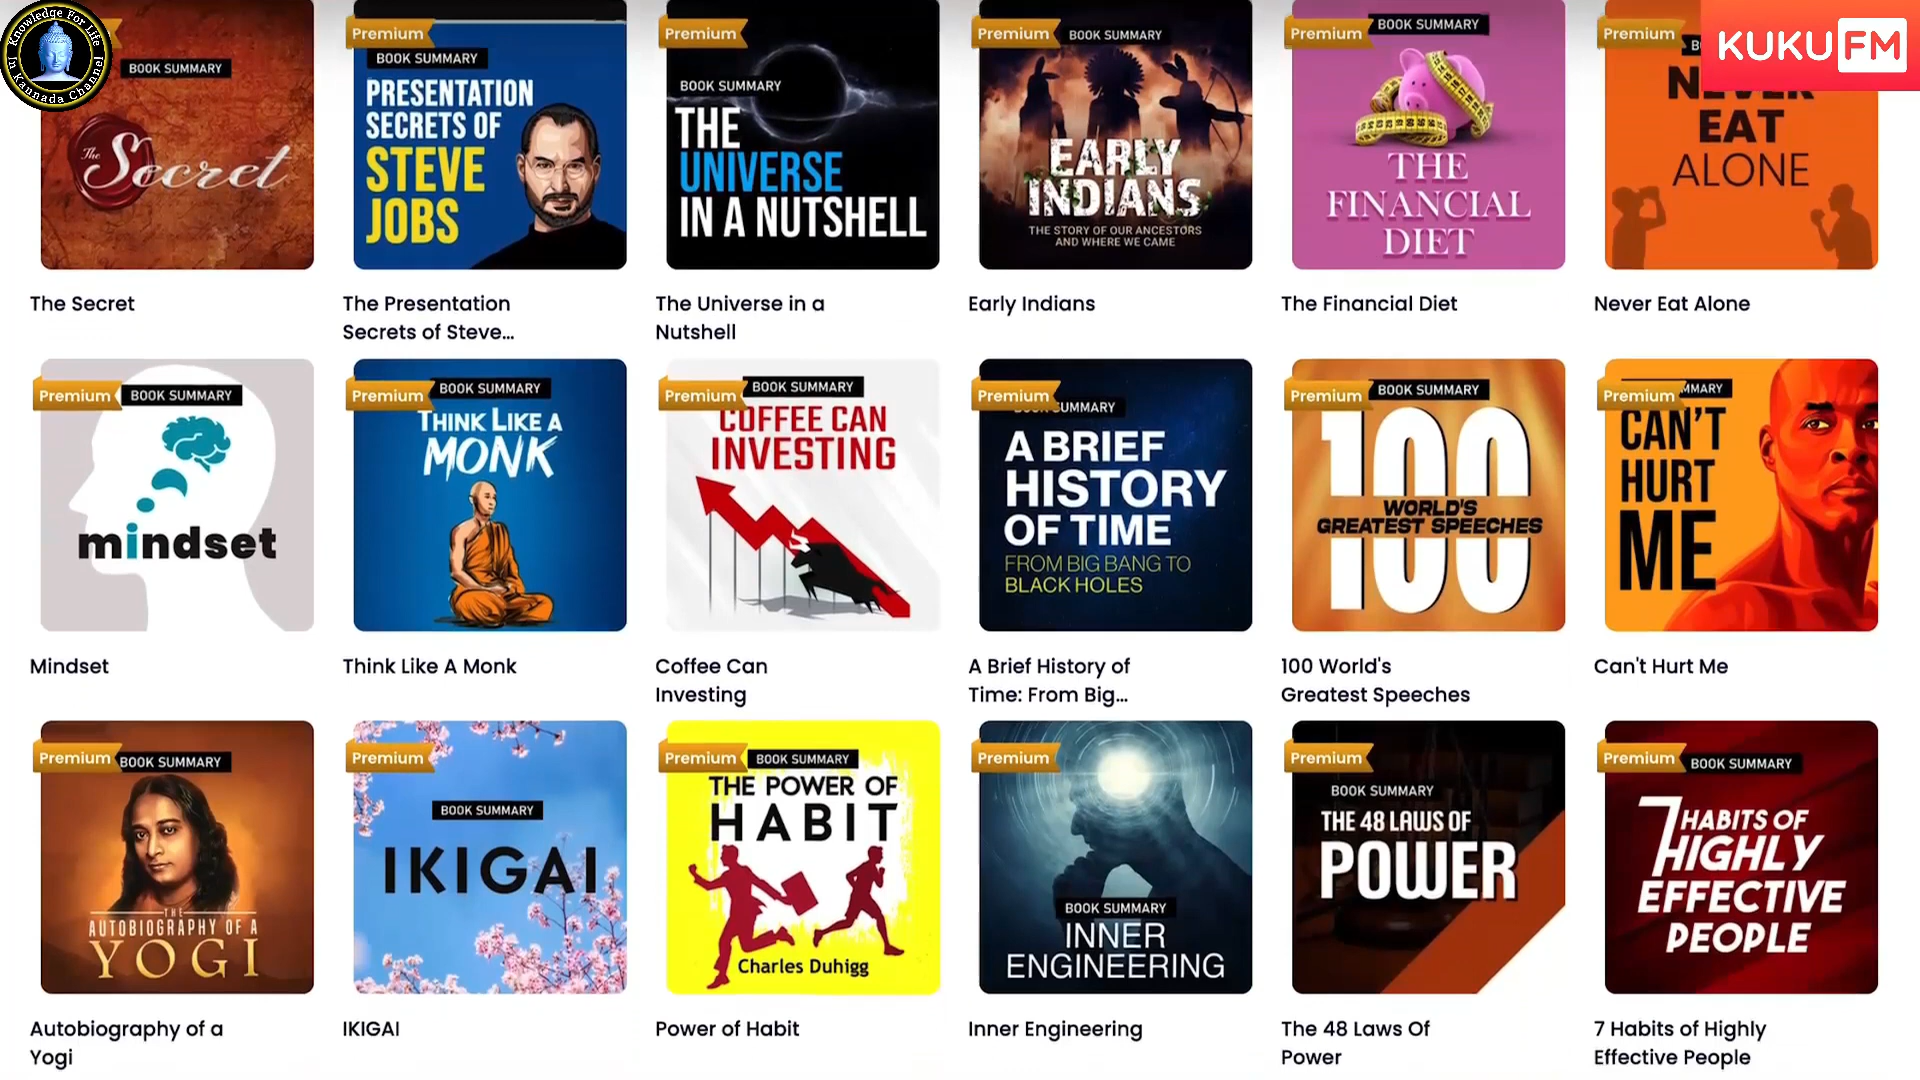 Knowledge For Life
In Kannada Channel
BOOK SUMMARY
The Secret
Premium
BOOK SUMMARY
PRESENTATION
SECRETS OF
STEVE
JOBS
Premium
BOOK SUMMARY
THE
UNIVERSE
IN A NUTSHELL
Premium
BOOK SUMMARY
EARLY
INDIANS
THE STORY OF OUR ANCESTORS
AND WHERE WE CAME
Premium
BOOK SUMMARY
THE
FINANCIAL
DIET
Premium
NEVER
EAT
ALONE
KUKU FM
The Secret
The Presentation
Secrets of Steve...
The Universe in a
Nutshell
Early Indians
The Financial Diet
Never Eat Alone
Premium
BOOK SUMMARY
mindset
Premium
BOOK SUMMARY
THINK LIKE A
MONK
Premium
BOOK SUMMARY
COFFEE CAN
INVESTING
Premium
BOOK SUMMARY
A BRIEF
HISTORY
OF TIME
FROM BIG BANG TO
BLACK HOLES
Premium
BOOK SUMMARY
100
WORLD'S
GREATEST SPEECHES
Premium
MMARY
CAN'T
HURT
ME
Mindset
Think Like A Monk
Coffee Can
Investing
A Brief History of
Time: From Big...
100 World's
Greatest Speeches
Can't Hurt Me
Premium
BOOK SUMMARY
THE
AUTOBIOGRAPHY OF A
YOGI
Premium
BOOK SUMMARY
IKIGAI
Premium
BOOK SUMMARY
THE POWER OF
HABIT
Charles Duhigg
Premium
BOOK SUMMARY
INNER
ENGINEERING
Premium
BOOK SUMMARY
THE 48 LAWS OF
POWER
Premium
BOOK SUMMARY
7 HABITS OF
HIGHLY
EFFECTIVE
PEOPLE
Autobiography of a
Yogi
IKIGAI
Power of Habit
Inner Engineering
The 48 Laws Of
Power
7 Habits of Highly
Effective People